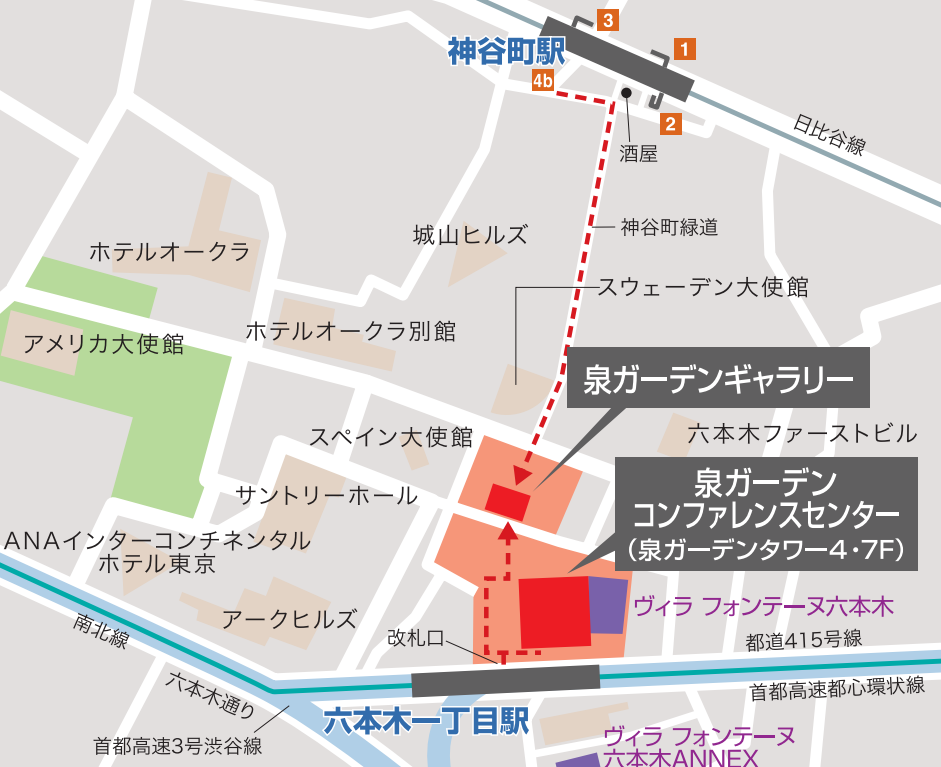 3
神谷町駅
1
4b
2
日比谷線
酒屋
神谷町緑道
城山ヒルズ
ホテルオークラ
スウェーデン大使館
ホテルオークラ別館
アメリカ大使館
泉ガーデンギャラリー
スペイン大使館
六本木ファーストビル
泉ガーデン
コンファレンスセンター
(泉ガーデンタワー4・7F)
サントリーホール
ANAインターコンチネンタル
ホテル東京
アークヒルズ
ヴィラ フォンテーヌ六本木
南北線
改札口
都道415号線
六本木通り
首都高速都心環状線
六本木一丁目駅
首都高速3号渋谷線
ヴィラ フォンテーヌ
六本木ANNEX